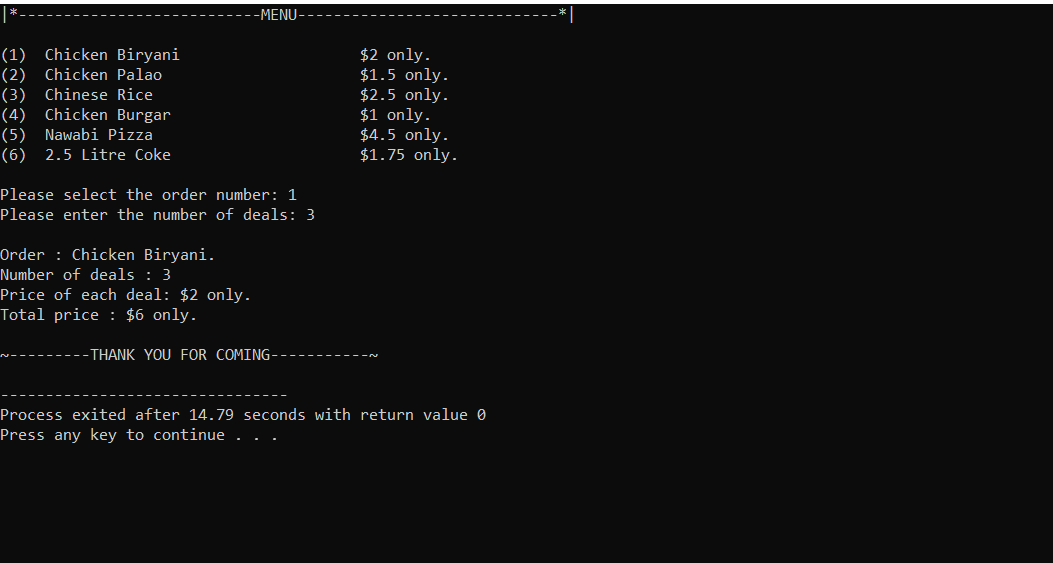 |*---------------------------MENU-----------------------------*|
(1)  Chicken Biryani                    $2 only.
(2)  Chicken Palao                      $1.5 only.
(3)  Chinese Rice                       $2.5 only.
(4)  Chicken Burgar                     $1 only.
(5)  Nawabi Pizza                       $4.5 only.
(6)  2.5 Litre Coke                     $1.75 only.
Please select the order number: 1
Please enter the number of deals: 3
Order : Chicken Biryani.
Number of deals : 3
Price of each deal: $2 only.
Total price : $6 only.
~---------THANK YOU FOR COMING-----------~
--------------------------------
Process exited after 14.79 seconds with return value 0
Press any key to continue . . .